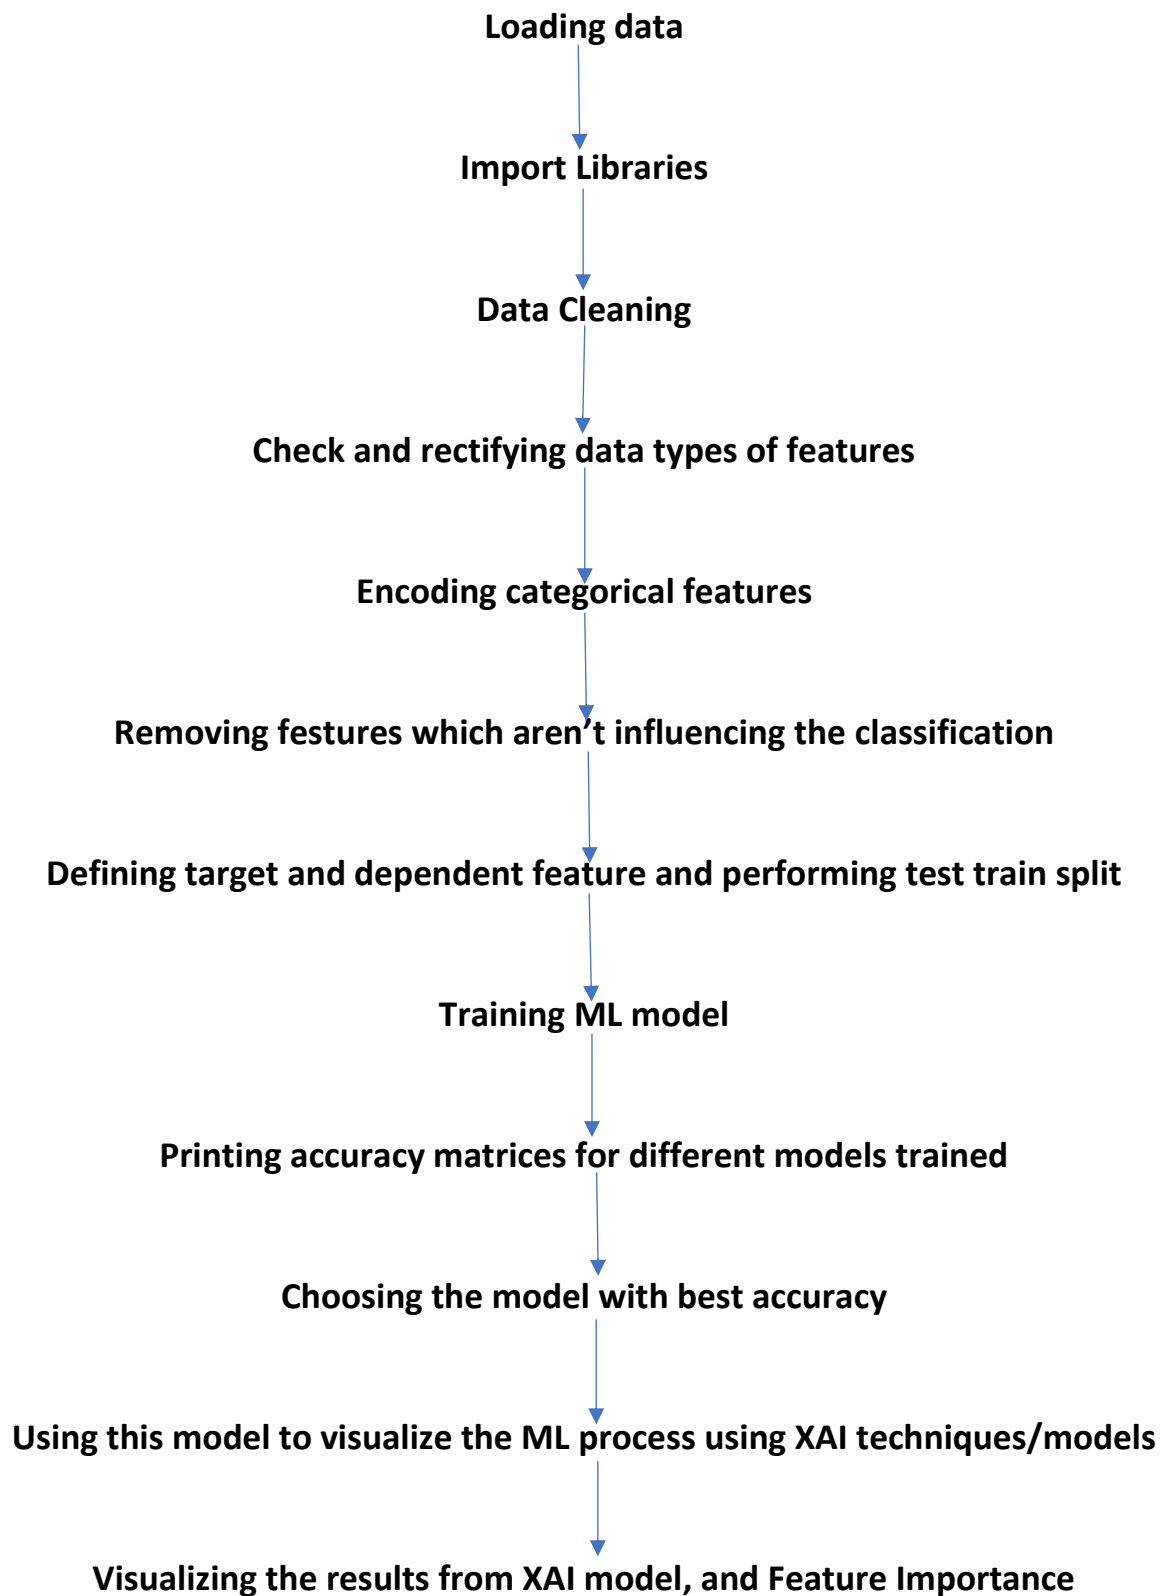 Loading data
Import Libraries
Data Cleaning
Check and rectifying data types of features
Encoding categorical features
Removing festures which aren’t influencing the classification
Defining target and dependent feature and performing test train split
Training ML model
Printing accuracy matrices for different models trained
Choosing the model with best accuracy
Using this model to visualize the ML process using XAI techniques/models
Visualizing the results from XAI model, and Feature Importance